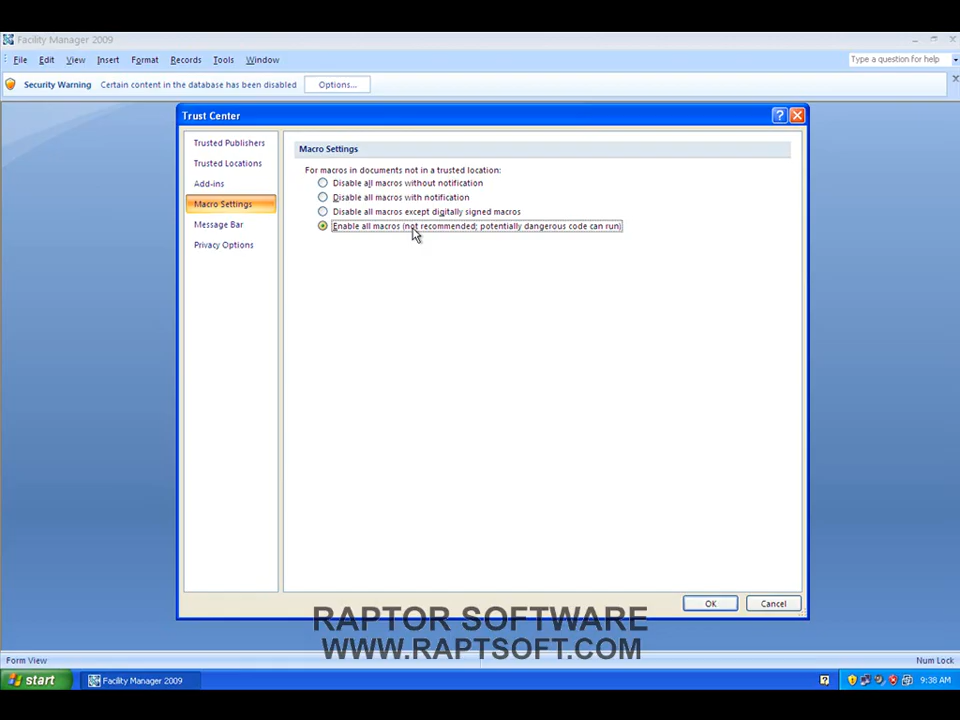 Facility Manager 2009
File Edit View Insert Format Records Tools Window
Type a question for help
Security Warning Certain content in the database has been disabled Options...
Trust Center
Trusted Publishers
Trusted Locations
Add-ins
Macro Settings
Message Bar
Privacy Options
Macro Settings
For macros in documents not in a trusted location:
Disable all macros without notification
Disable all macros with notification
Disable all macros except digitally signed macros
Enable all macros (not recommended; potentially dangerous code can run)
OK Cancel
RAPTOR SOFTWARE
WWW.RAPTSOFT.COM
Form View
Num Lock
start Facility Manager 2009 9:38 AM